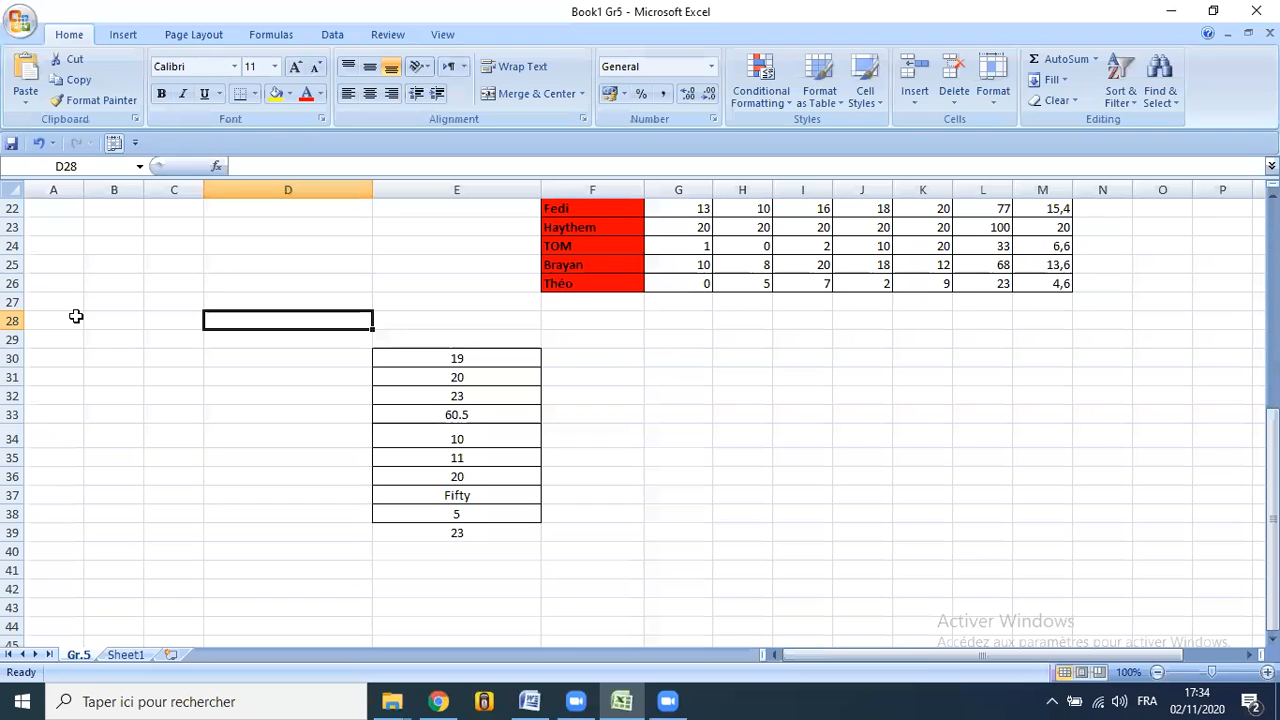 Book1 Gr5 - Microsoft Excel
Home Insert Page Layout Formulas Data Review View
Paste Cut Copy Format Painter
Clipboard
Calibri 11
B I U A A A
Font
Wrap Text
Merge & Center
Alignment
General
% ,
Number
Conditional Formatting Format as Table Cell Styles
Styles
Insert Delete Format
Cells
Σ AutoSum
Fill
Clear
Sort & Filter Find & Select
Editing
D28 fx
A B C D E F G H I J K L M N O P
22 Fedi 13 10 16 18 20 77 15,4
23 Haythem 20 20 20 20 20 100 20
24 TOM 1 0 2 10 20 33 6,6
25 Brayan 10 8 20 18 12 68 13,6
26 Théo 0 5 7 2 9 23 4,6
27
28
29
30 19
31 20
32 23
33 60.5
34 10
35 11
36 20
37 Fifty
38 5
39 23
40
41
42
43
44
45
Activer Windows
Accédez aux paramètres pour activer Windows.
Gr.5 Sheet1
Ready 100%
Taper ici pour rechercher
FRA
17:34
02/11/2020
2